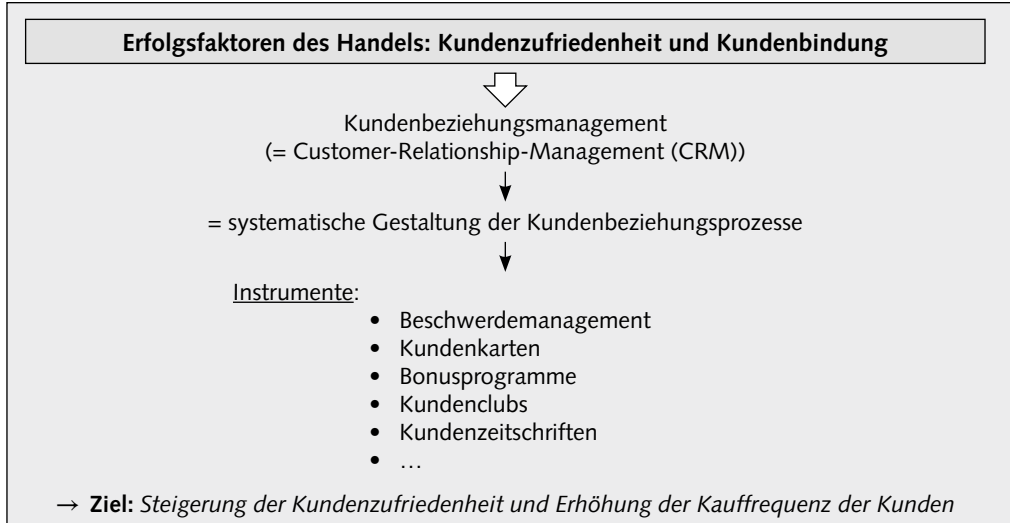 Erfolgsfaktoren des Handels: Kundenzufriedenheit und Kundenbindung
Kundenbeziehungsmanagement
(= Customer-Relationship-Management (CRM))
= systematische Gestaltung der Kundenbeziehungsprozesse
Instrumente:
• Beschwerdemanagement
• Kundenkarten
• Bonusprogramme
• Kundenclubs
• Kundenzeitschriften
• …
→ Ziel: Steigerung der Kundenzufriedenheit und Erhöhung der Kauffrequenz der Kunden